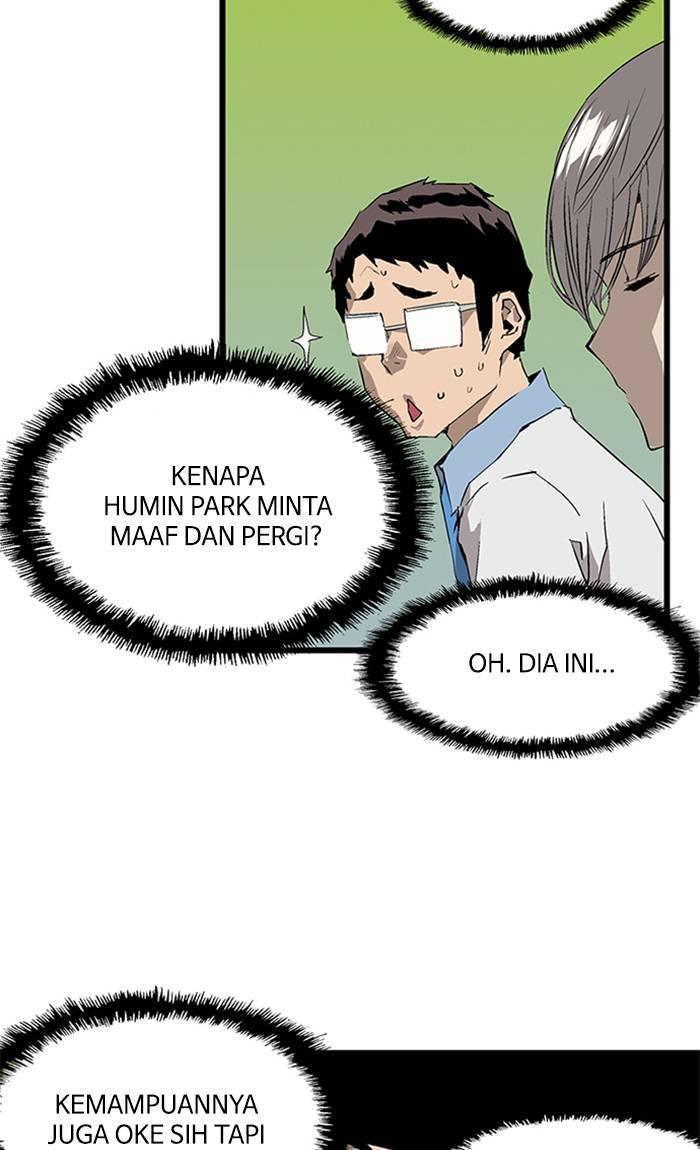 KENAPA
HUMIN PARK MINTA
MAAF DAN PERGI?
OH. DIA INI...
KEMAMPUANNYA
JUGA OKE SIH TAPI